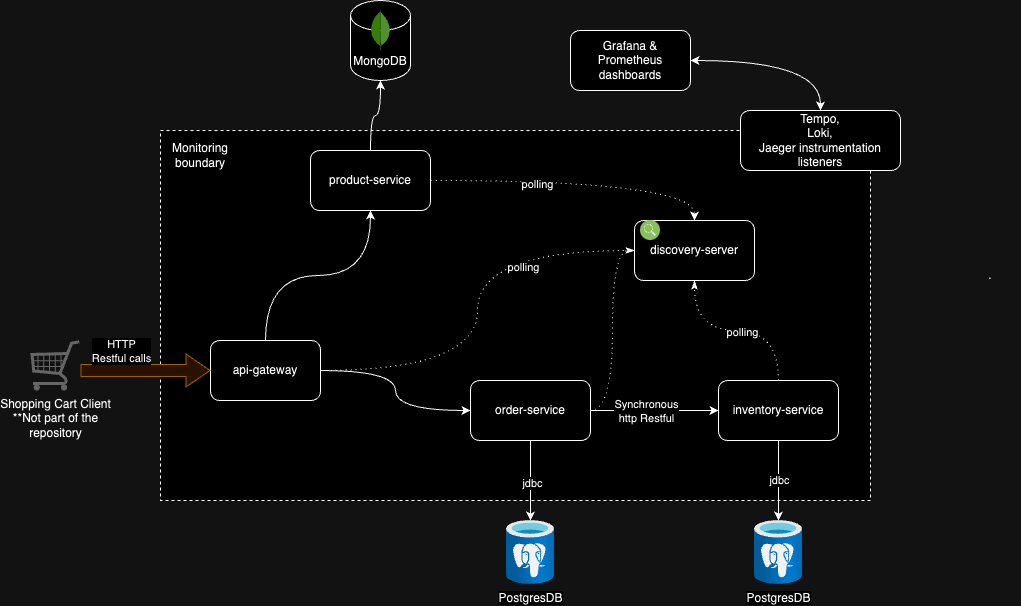 MongoDB
Grafana &
Prometheus
dashboards
Tempo,
Loki,
Jaeger instrumentation
listeners
Monitoring
boundary
product-service
polling
discovery-server
polling
polling
HTTP
Restful calls
api-gateway
Shopping Cart Client
**Not part of the
repository
order-service
Synchronous
http Restful
inventory-service
jdbc
jdbc
PostgresDB
PostgresDB